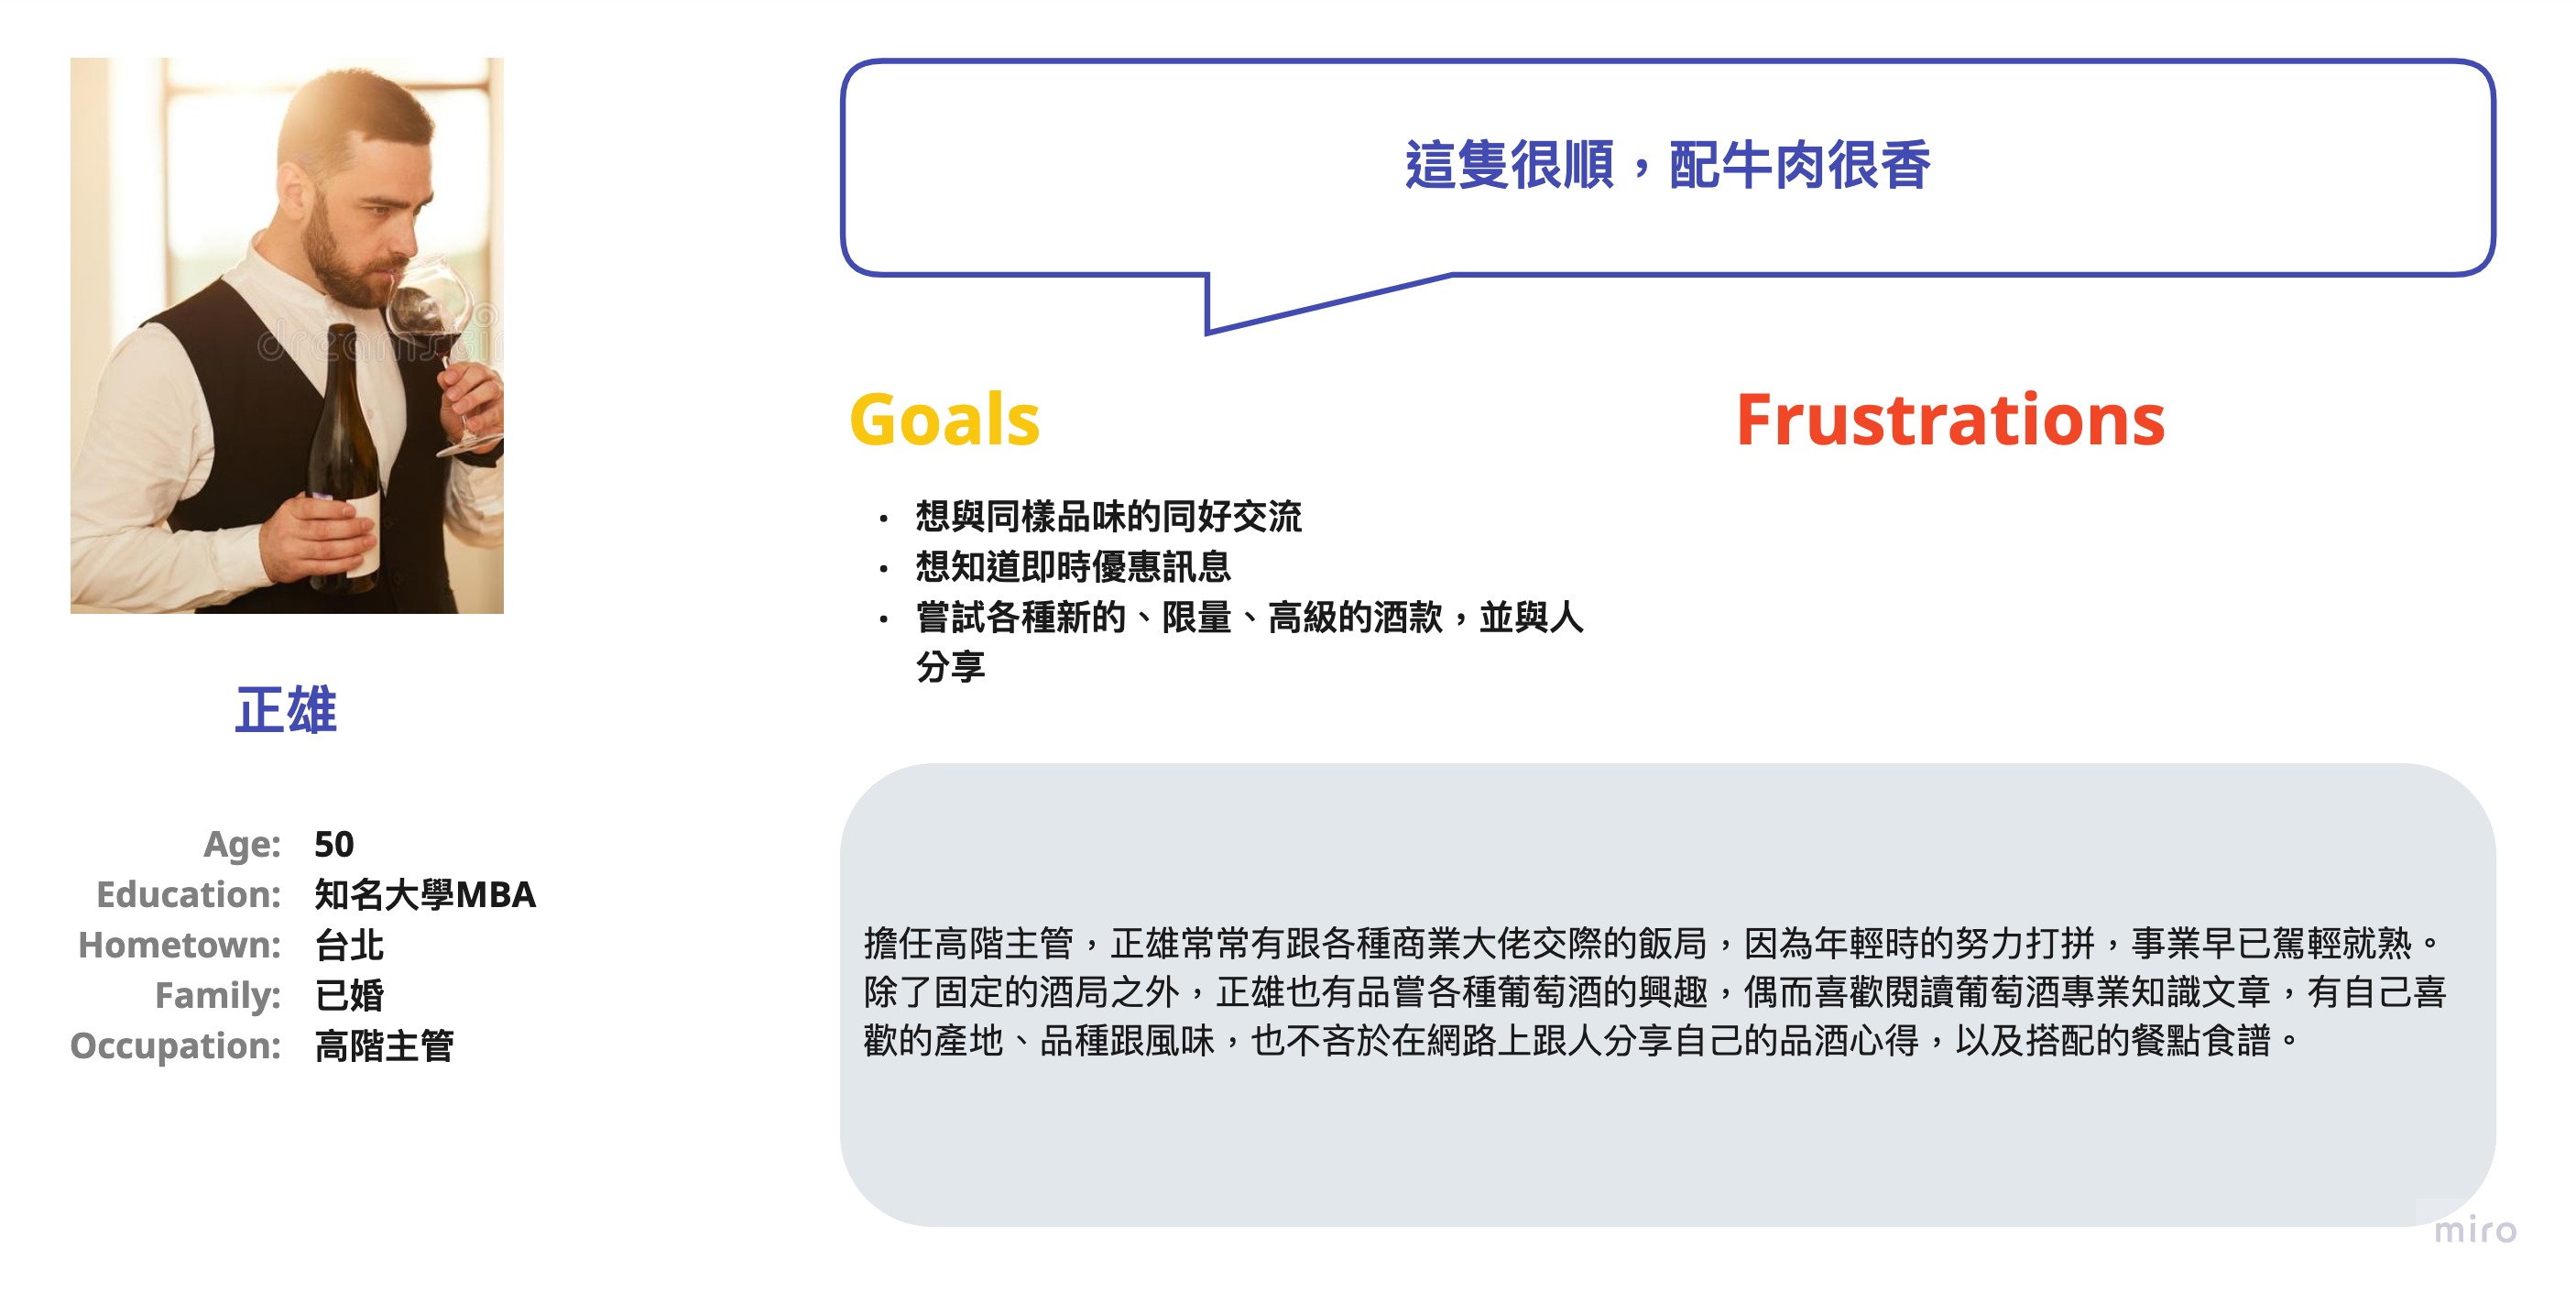 這隻很順，配牛肉很香
Goals
Frustrations
• 想與同樣品味的同好交流
• 想知道即時優惠訊息
• 嘗試各種新的、限量、高級的酒款，並與人
分享
dreamstime
正雄
Age: 50
Education: 知名大學MBA
Hometown: 台北
Family: 已婚
Occupation: 高階主管
擔任高階主管，正雄常常有跟各種商業大佬交際的飯局，因為年輕時的努力打拼，事業早已駕輕就熟。
除了固定的酒局之外，正雄也有品嘗各種葡萄酒的興趣，偶而喜歡閱讀葡萄酒專業知識文章，有自己喜
歡的產地、品種跟風味，也不吝於在網路上跟人分享自己的品酒心得，以及搭配的餐點食譜。
miro